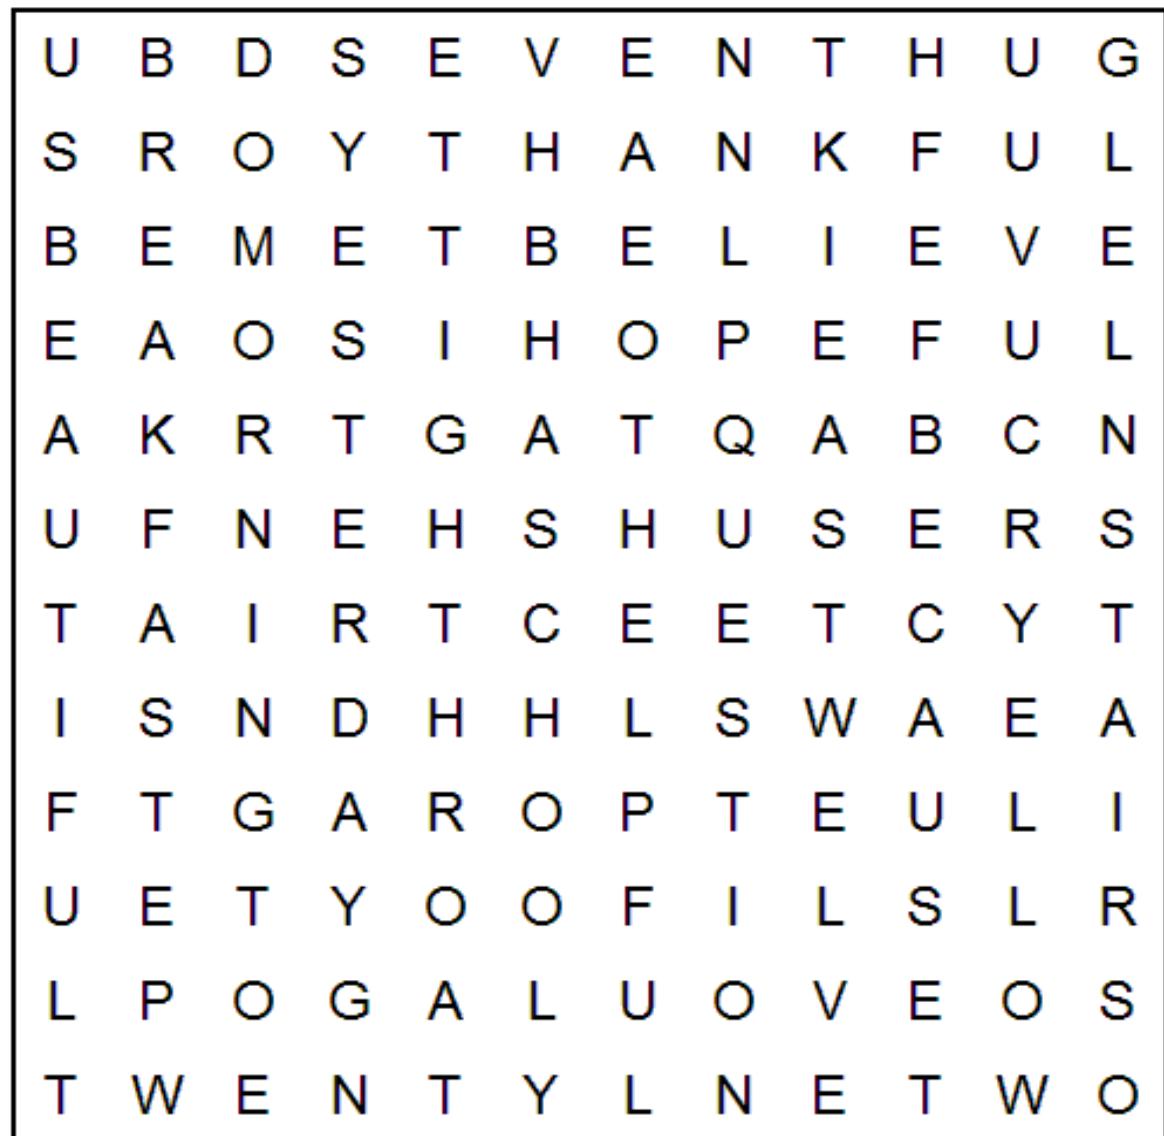 U B D S E V E N T H U G
S R O Y T H A N K F U L
B E M E T B E L I E V E
E A O S I H O P E F U L
A K R T G A T Q A B C N
U F N E H S H U S E R S
T A I R T C E E T C Y T
I S N D H H L S W A E A
F T G A R O P T E U L I
U E T Y O O F I L S L R
L P O G A L U O V E O S
T W E N T Y L N E T W O